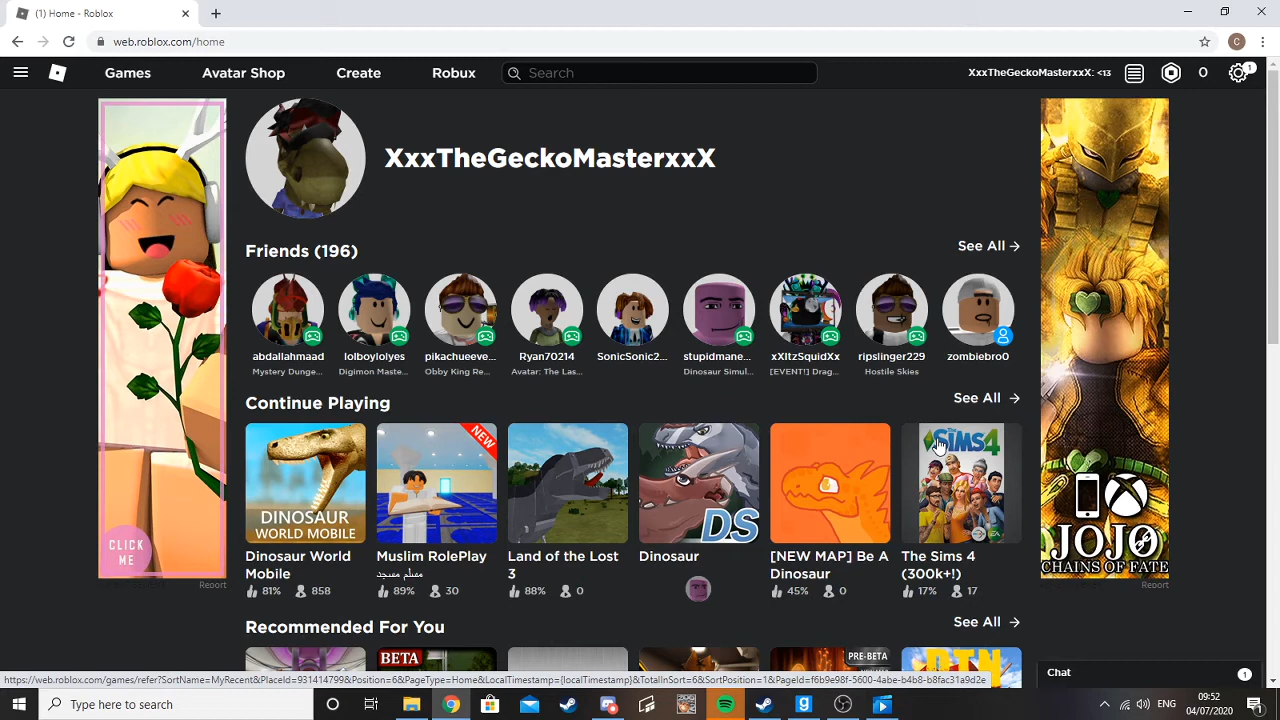 (1) Home - Roblox
web.roblox.com/home
Games
Avatar Shop
Create
Robux
Search
XxxTheGeckoMasterxxX: <13
0
1
XxxTheGeckoMasterxxX
Friends (196)
See All
abdallahmaad
lolboylolyes
pikachueeve...
Ryan70214
SonicSonic2...
stupidmane...
xXItzSquidXx
ripslinger229
zombiebro0
Mystery Dunge...
Digimon Maste...
Obby King Re...
Avatar: The Las...
Dinosaur Simul...
[EVENT!] Drag...
Hostile Skies
Continue Playing
See All
NEW
DINOSAUR
WORLD MOBILE
DS
The SIMS 4
EA
Dinosaur World
Mobile
Muslim RolePlay
Land of the Lost
3
Dinosaur
[NEW MAP] Be A
Dinosaur
The Sims 4
(300k+!)
81% 858
89% 30
88% 0
45% 0
17% 17
CLICK
ME
Report
JOJO
CHAINS OF FATE
Report
Recommended For You
See All
BETA
PRE-BETA
Chat
1
Type here to search
ENG
09:52
04/07/2020